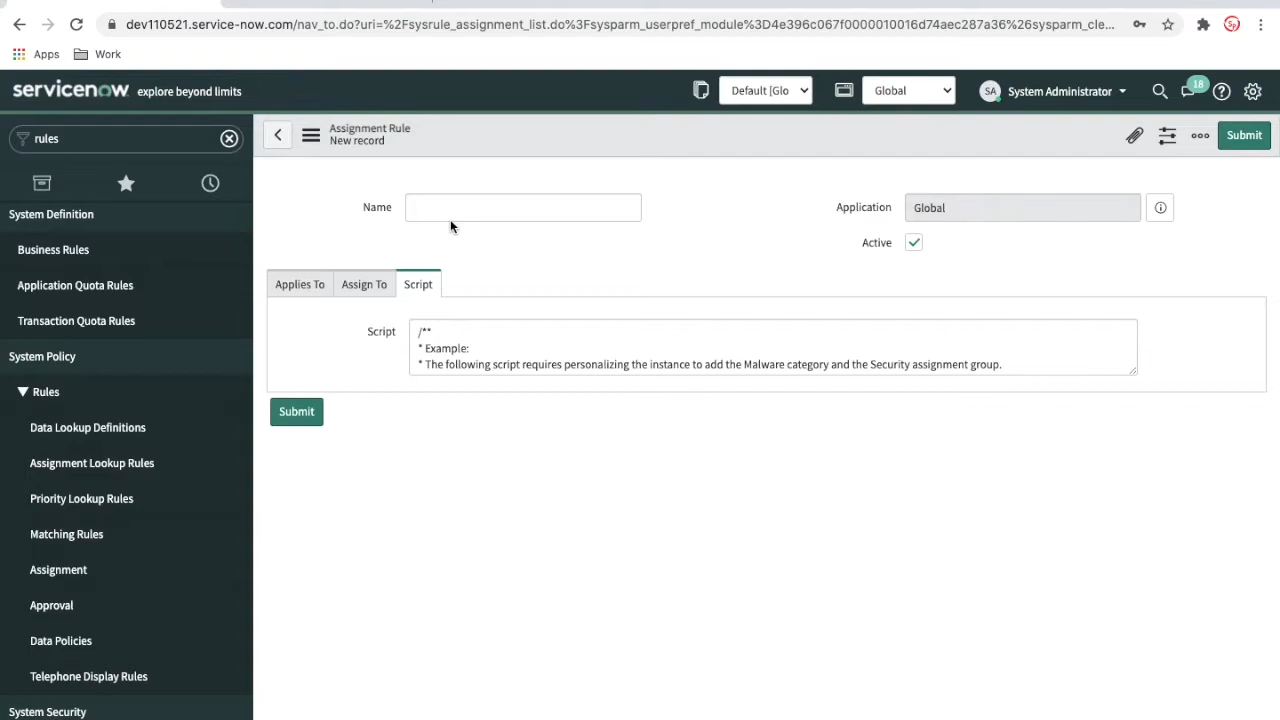 dev110521.service-now.com/nav_to.do?uri=%2Fsysrule_assignment_list.do%3Fsysparm_userpref_module%3D4e396c067f0000010016d74aec287a36%26sysparm_cle...
Sp
Apps
Work
servicenow
explore beyond limits
Default [Glo
Global
SA
System Administrator
18
rules
Assignment Rule
New record
Submit
System Definition
Business Rules
Application Quota Rules
Transaction Quota Rules
System Policy
Rules
Data Lookup Definitions
Assignment Lookup Rules
Priority Lookup Rules
Matching Rules
Assignment
Approval
Data Policies
Telephone Display Rules
System Security
Name
Application
Global
Active
Applies To
Assign To
Script
Script
/**
* Example:
* The following script requires personalizing the instance to add the Malware category and the Security assignment group.
Submit